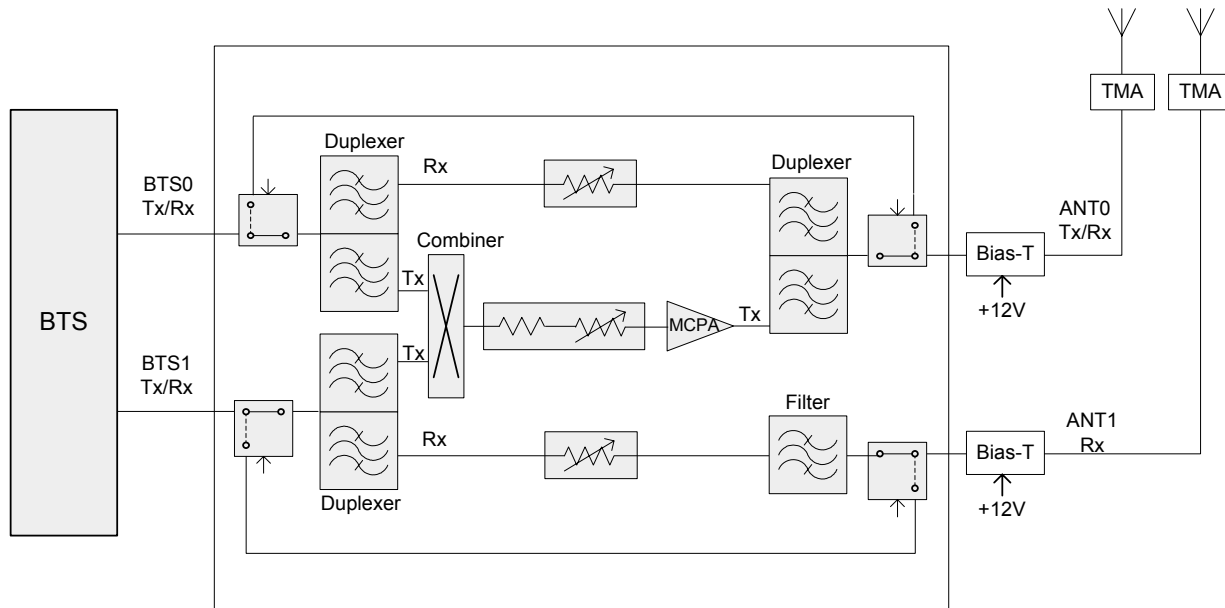 TMA
TMA
Duplexer
Rx
Duplexer
BTS0
Tx/Rx
ANT0
Tx/Rx
Combiner
Bias-T
Tx
+12V
BTS
MCPA
Tx
Tx
BTS1
Tx/Rx
Filter
ANT1
Rx
Rx
Bias-T
Duplexer
+12V